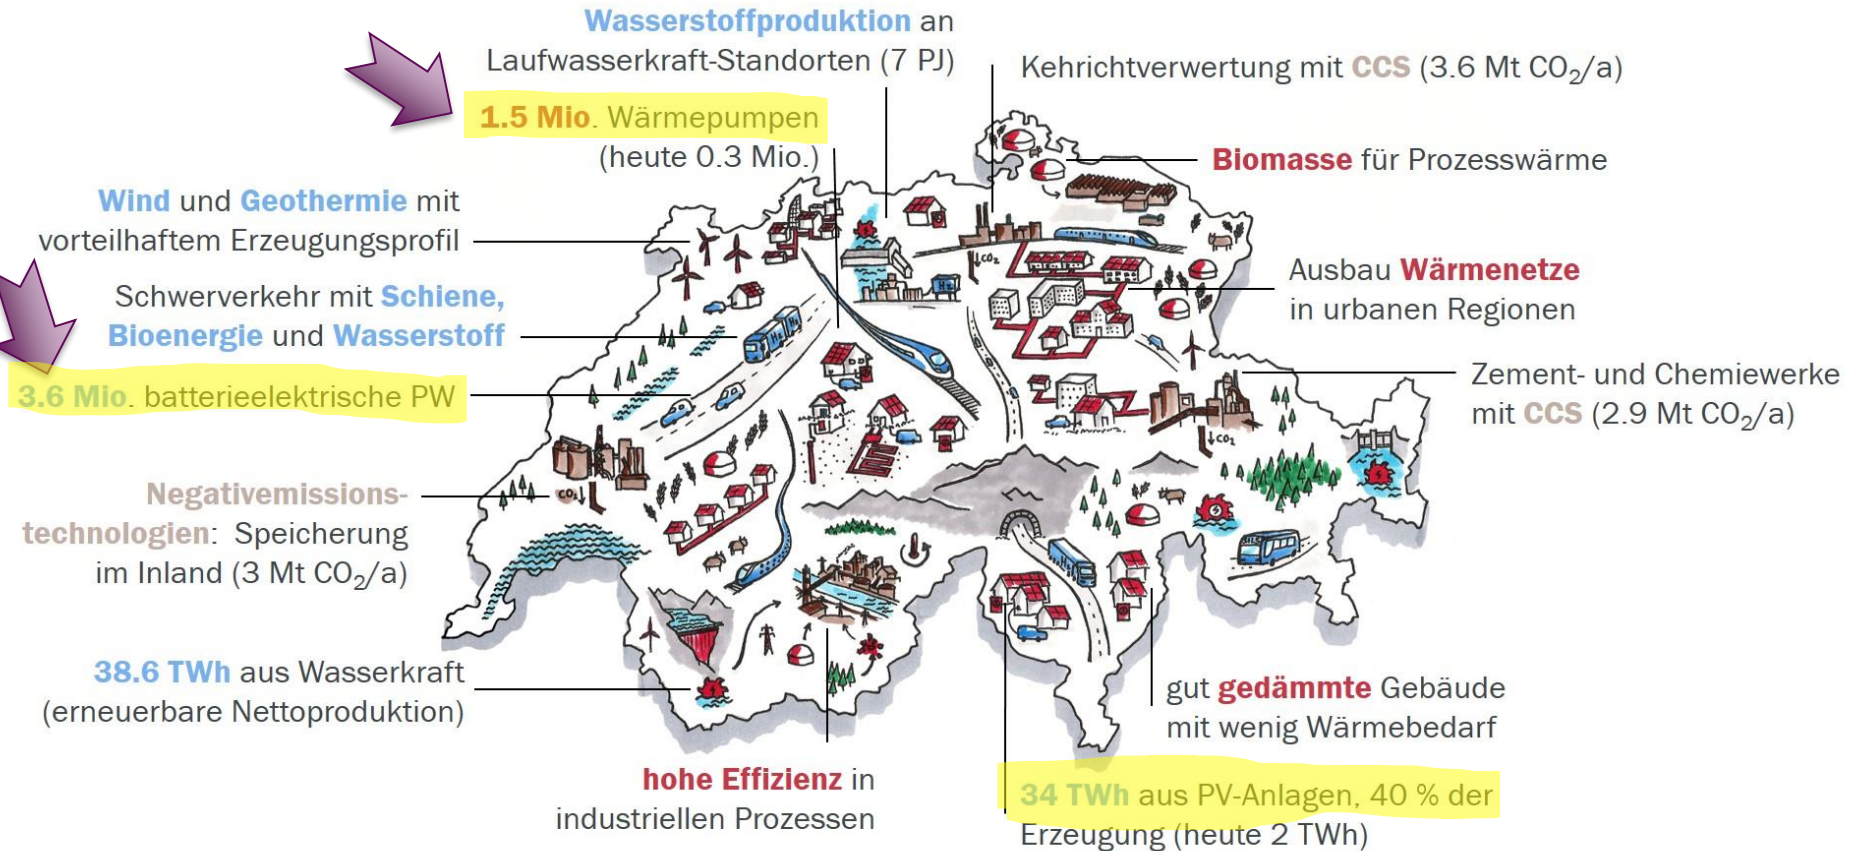 Wasserstoffproduktion an
Laufwasserkraft-Standorten (7 PJ)
Kehrichtverwertung mit CCS (3.6 Mt CO₂/a)
1.5 Mio. Wärmepumpen
(heute 0.3 Mio.)
Biomasse für Prozesswärme
Wind und Geothermie mit
vorteilhaftem Erzeugungsprofil
Ausbau Wärmenetze
in urbanen Regionen
Schwerverkehr mit Schiene,
Bioenergie und Wasserstoff
3.6 Mio. batterieelektrische PW
Zement- und Chemiewerke
mit CCS (2.9 Mt CO₂/a)
Negativemissions-
technologien: Speicherung
im Inland (3 Mt CO₂/a)
38.6 TWh aus Wasserkraft
(erneuerbare Nettoproduktion)
gut gedämmte Gebäude
mit wenig Wärmebedarf
hohe Effizienz in
industriellen Prozessen
34 TWh aus PV-Anlagen, 40 % der
Erzeugung (heute 2 TWh)
CO₂
H₂
CO₂
CO₂